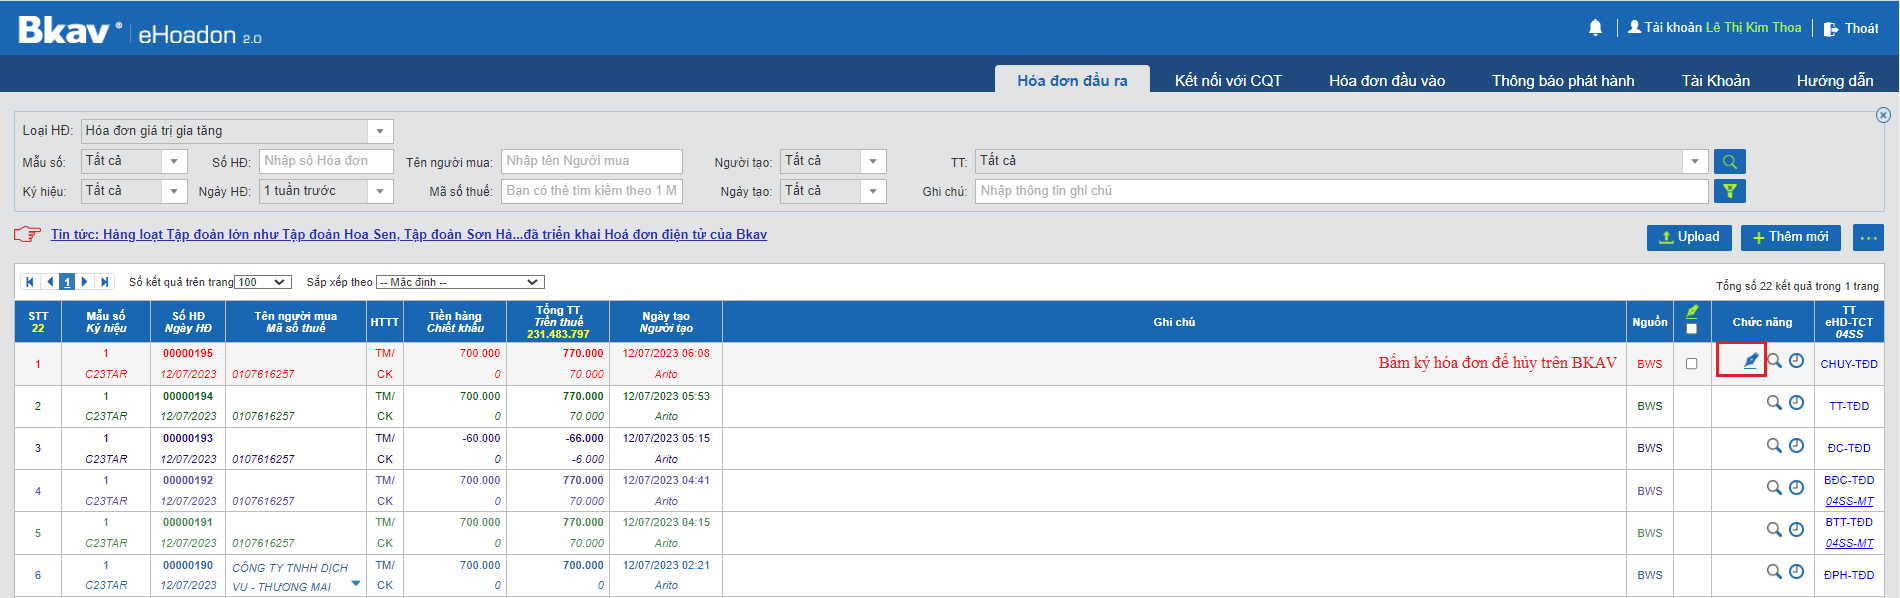 Bkav ® eHoadon 2.0
Tài khoản Lê Thị Kim Thoa Thoát
Hóa đơn đầu ra Kết nối với CQT Hóa đơn đầu vào Thông báo phát hành Tài Khoản Hướng dẫn
Loại HĐ: Hóa đơn giá trị gia tăng
Mẫu số: Tất cả Số HĐ: Nhập số Hóa đơn Tên người mua: Nhập tên Người mua Người tạo: Tất cả TT: Tất cả
Ký hiệu: Tất cả Ngày HĐ: 1 tuần trước Mã số thuế: Bạn có thể tìm kiếm theo 1 M Ngày tạo: Tất cả Ghi chú: Nhập thông tin ghi chú
Tin tức: Hàng loạt Tập đoàn lớn như Tập đoàn Hoa Sen, Tập đoàn Sơn Hà...đã triển khai Hoá đơn điện tử của Bkav
Upload + Thêm mới ...
1 Số kết quả trên trang 100 Sắp xếp theo -- Mặc định -- Tổng số 22 kết quả trong 1 trang
STT Mẫu số Số HĐ Tên người mua HTTT Tiền hàng Tổng TT Ngày tạo Ghi chú Nguồn Chức năng TT
22 Ký hiệu Ngày HĐ Mã số thuế Chiết khấu Tiền thuế Người tạo eHD-TCT
231.483.797 04SS
1 1 00000195 TM/ 700.000 770.000 12/07/2023 06:08 Bấm ký hóa đơn để hủy trên BKAV BWS CHUY-TĐD
C23TAR 12/07/2023 0107616257 CK 0 70.000 Arito
2 1 00000194 TM/ 700.000 770.000 12/07/2023 05:53 BWS TT-TĐD
C23TAR 12/07/2023 0107616257 CK 0 70.000 Arito
3 1 00000193 TM/ -60.000 -66.000 12/07/2023 05:15 BWS ĐC-TĐD
C23TAR 12/07/2023 0107616257 CK 0 -6.000 Arito
4 1 00000192 TM/ 700.000 770.000 12/07/2023 04:41 BWS BĐC-TĐD
C23TAR 12/07/2023 0107616257 CK 0 70.000 Arito 04SS-MT
5 1 00000191 TM/ 700.000 770.000 12/07/2023 04:15 BWS BTT-TĐD
C23TAR 12/07/2023 0107616257 CK 0 70.000 Arito 04SS-MT
6 1 00000190 CÔNG TY TNHH DỊCH TM/ 700.000 700.000 12/07/2023 02:21 BWS ĐPH-TĐD
C23TAR 12/07/2023 VỤ - THƯƠNG MẠI CK 0 0 Arito